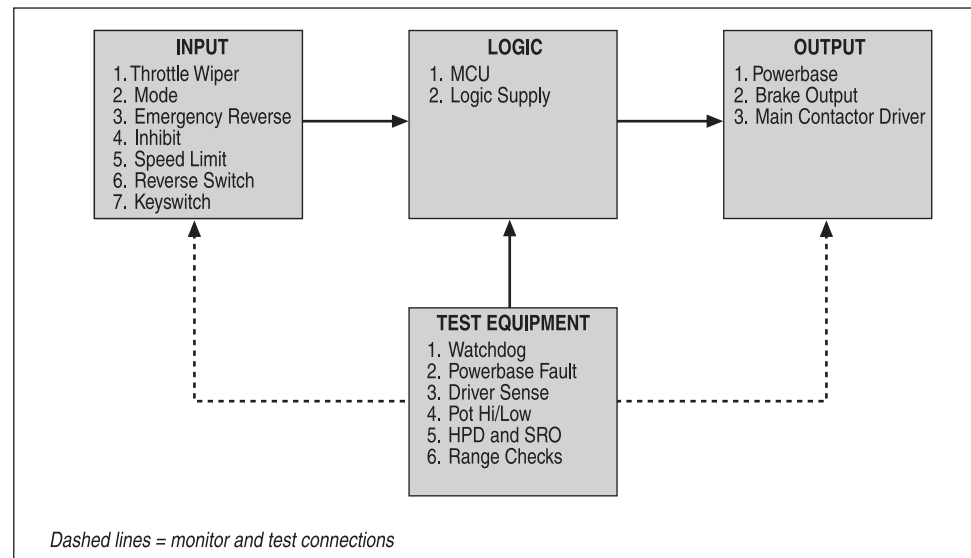 INPUT
1. Throttle Wiper
2. Mode
3. Emergency Reverse
4. Inhibit
5. Speed Limit
6. Reverse Switch
7. Keyswitch
LOGIC
1. MCU
2. Logic Supply
OUTPUT
1. Powerbase
2. Brake Output
3. Main Contactor Driver
TEST EQUIPMENT
1. Watchdog
2. Powerbase Fault
3. Driver Sense
4. Pot Hi/Low
5. HPD and SRO
6. Range Checks
Dashed lines = monitor and test connections